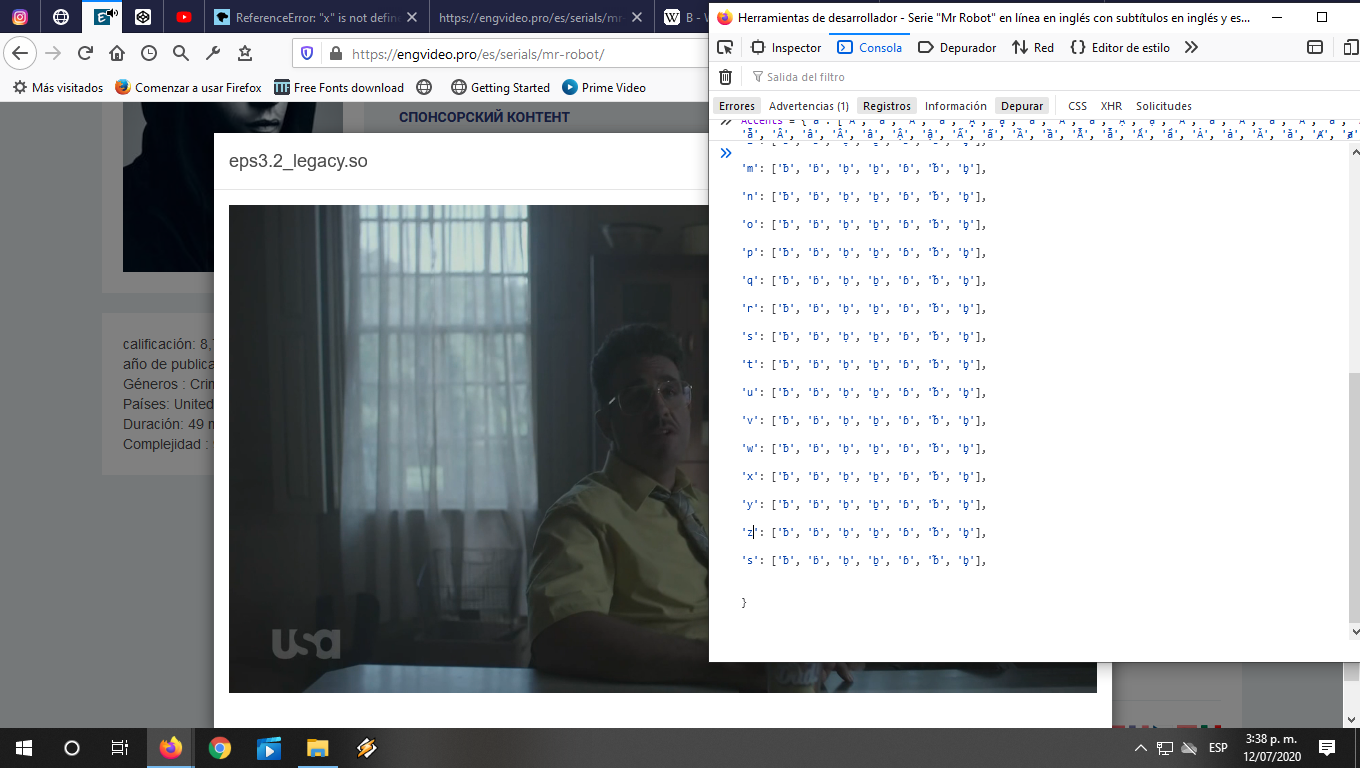 ReferenceError: "x" is not define
https://engvideo.pro/es/serials/mr-
B - W
Herramientas de desarrollador - Serie "Mr Robot" en línea en inglés con subtítulos en inglés y es...
https://engvideo.pro/es/serials/mr-robot/
Inspector
Consola
Depurador
Red
Editor de estilo
Más visitados
Comenzar a usar Firefox
Free Fonts download
Getting Started
Prime Video
Salida del filtro
Errores
Advertencias (1)
Registros
Información
Depurar
CSS
XHR
Solicitudes
СПОНСОРСКИЙ КОНТЕНТ
eps3.2_legacy.so
calificación: 8,
año de publica
Géneros : Crim
Países: United
Duración: 49 m
Complejidad :
usa
'm': ['ƀ', 'ḃ', 'ḅ', 'ḇ', 'ɓ', 'b̃', 'b̧'],
'n': ['ƀ', 'ḃ', 'ḅ', 'ḇ', 'ɓ', 'b̃', 'b̧'],
'o': ['ƀ', 'ḃ', 'ḅ', 'ḇ', 'ɓ', 'b̃', 'b̧'],
'p': ['ƀ', 'ḃ', 'ḅ', 'ḇ', 'ɓ', 'b̃', 'b̧'],
'q': ['ƀ', 'ḃ', 'ḅ', 'ḇ', 'ɓ', 'b̃', 'b̧'],
'r': ['ƀ', 'ḃ', 'ḅ', 'ḇ', 'ɓ', 'b̃', 'b̧'],
's': ['ƀ', 'ḃ', 'ḅ', 'ḇ', 'ɓ', 'b̃', 'b̧'],
't': ['ƀ', 'ḃ', 'ḅ', 'ḇ', 'ɓ', 'b̃', 'b̧'],
'u': ['ƀ', 'ḃ', 'ḅ', 'ḇ', 'ɓ', 'b̃', 'b̧'],
'v': ['ƀ', 'ḃ', 'ḅ', 'ḇ', 'ɓ', 'b̃', 'b̧'],
'w': ['ƀ', 'ḃ', 'ḅ', 'ḇ', 'ɓ', 'b̃', 'b̧'],
'x': ['ƀ', 'ḃ', 'ḅ', 'ḇ', 'ɓ', 'b̃', 'b̧'],
'y': ['ƀ', 'ḃ', 'ḅ', 'ḇ', 'ɓ', 'b̃', 'b̧'],
'z': ['ƀ', 'ḃ', 'ḅ', 'ḇ', 'ɓ', 'b̃', 'b̧'],
's': ['ƀ', 'ḃ', 'ḅ', 'ḇ', 'ɓ', 'b̃', 'b̧'],
}
ESP
3:38 p. m.
12/07/2020